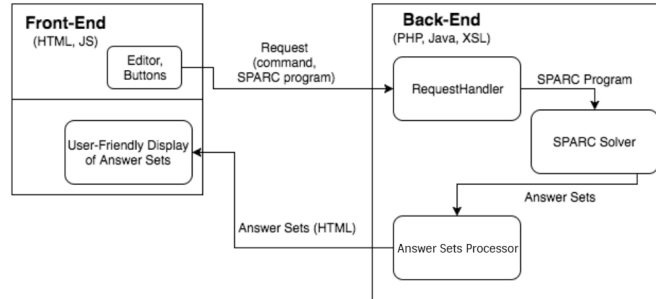 Front-End
(HTML, JS)
Editor,
Buttons
Request
(command,
SPARC program)
Back-End
(PHP, Java, XSL)
RequestHandler
SPARC Program
SPARC Solver
Answer Sets
Answer Sets Processor
Answer Sets (HTML)
User-Friendly Display
of Answer Sets